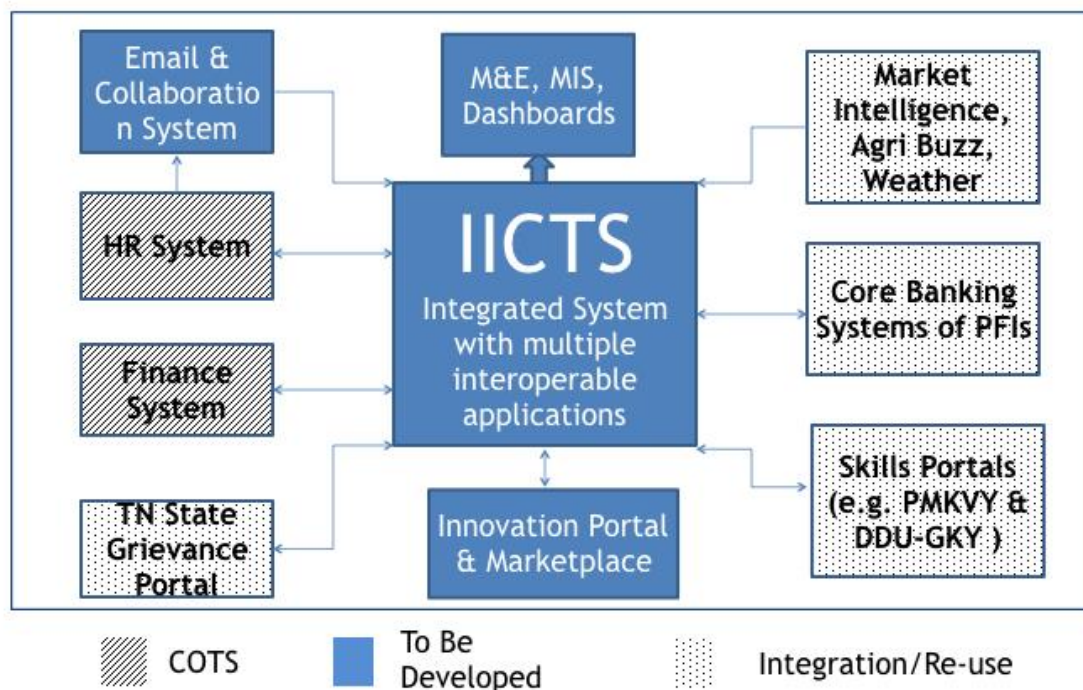 Email &
Collaboratio
n System
M&E, MIS,
Dashboards
Market
Intelligence,
Agri Buzz,
Weather
HR System
IICTS
Integrated System
with multiple
interoperable
applications
Core Banking
Systems of PFIs
Finance
System
TN State
Grievance
Portal
Innovation Portal
& Marketplace
Skills Portals
(e.g. PMKVY &
DDU-GKY )
COTS
To Be
Developed
Integration/Re-use